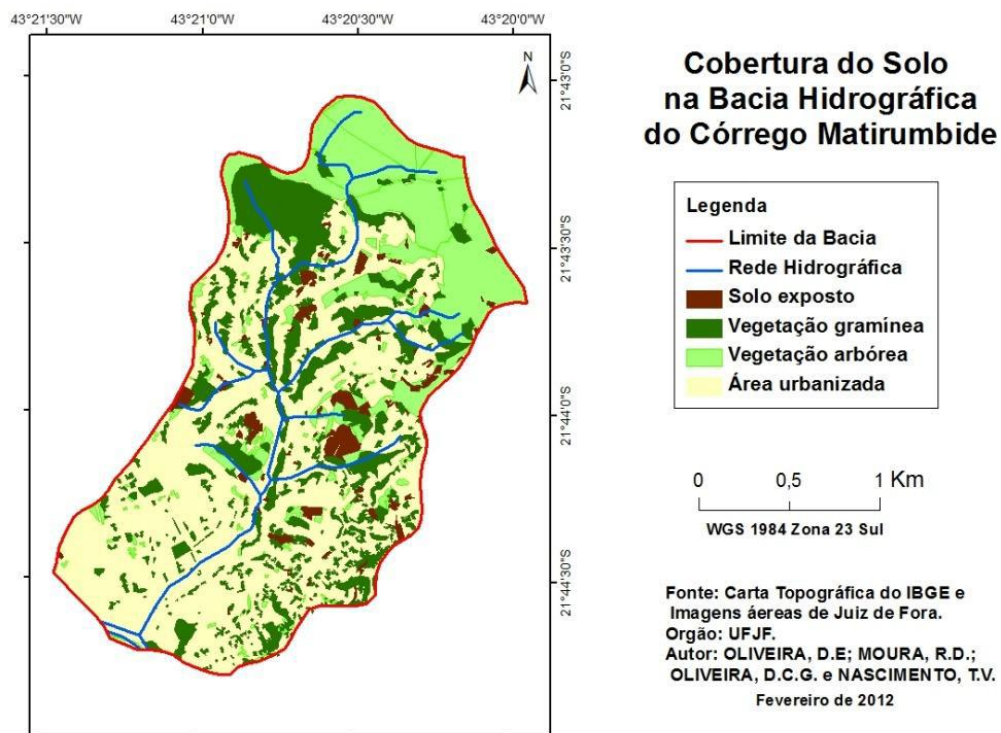 43°21'30"W
43°21'0"W
43°20'30"W
43°20'0"W
N
21°43'0"S
21°43'30"S
21°44'0"S
21°44'30"S
Cobertura do Solo
na Bacia Hidrográfica
do Córrego Matirumbide
Legenda
Limite da Bacia
Rede Hidrográfica
Solo exposto
Vegetação gramínea
Vegetação arbórea
Área urbanizada
0 0,5 1 Km
WGS 1984 Zona 23 Sul
Fonte: Carta Topográfica do IBGE e
Imagens áereas de Juiz de Fora.
Orgão: UFJF.
Autor: OLIVEIRA, D.E; MOURA, R.D.;
OLIVEIRA, D.C.G. e NASCIMENTO, T.V.
Fevereiro de 2012